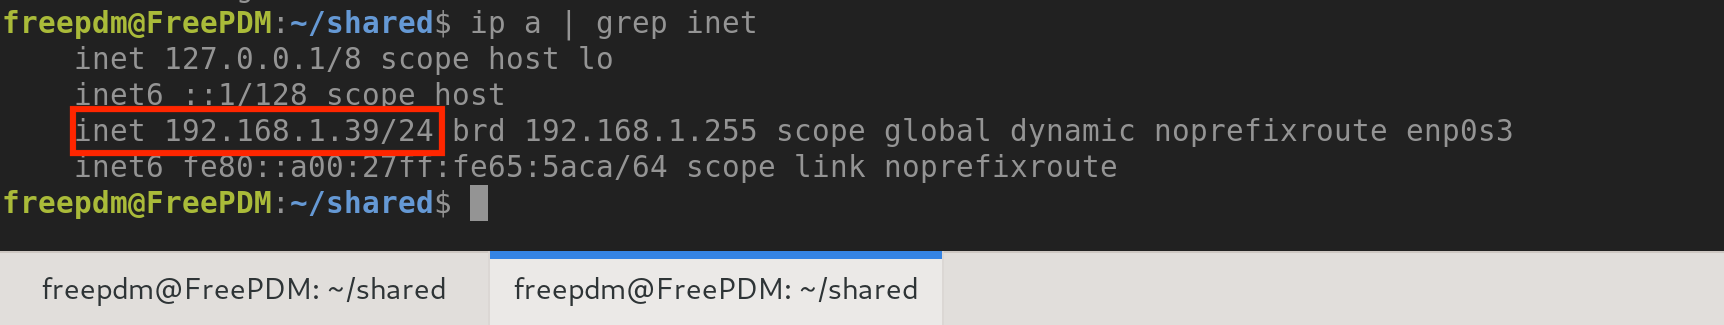 freepdm@FreePDM:~/shared$ ip a | grep inet
    inet 127.0.0.1/8 scope host lo
    inet6 ::1/128 scope host
    inet 192.168.1.39/24 brd 192.168.1.255 scope global dynamic noprefixroute enp0s3
    inet6 fe80::a00:27ff:fe65:5aca/64 scope link noprefixroute
freepdm@FreePDM:~/shared$
freepdm@FreePDM: ~/shared
freepdm@FreePDM: ~/shared